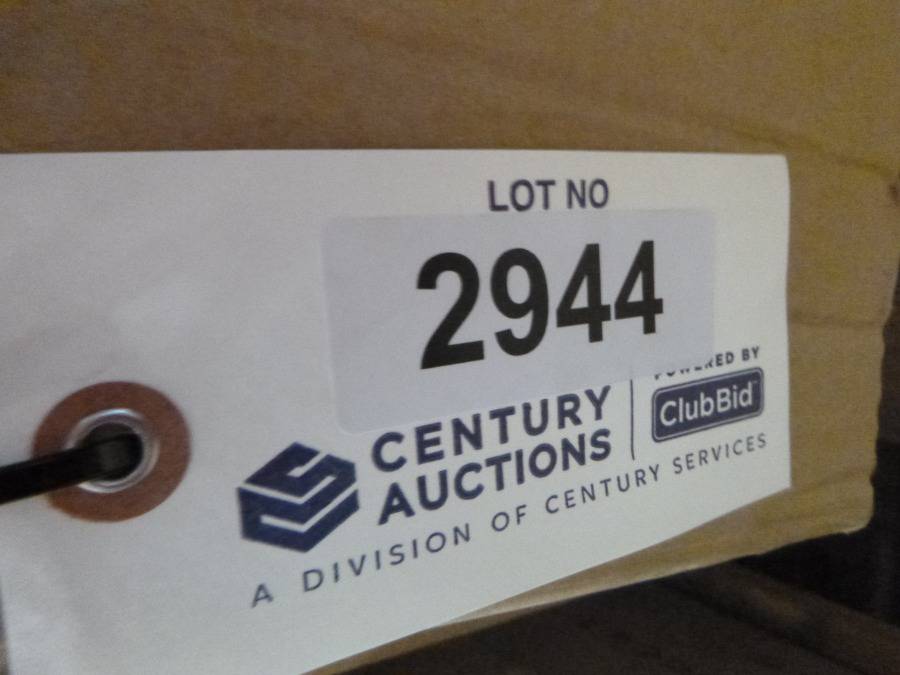 LOT NO
2944
CENTURY
AUCTIONS
POWERED BY
ClubBid
A DIVISION OF CENTURY SERVICES